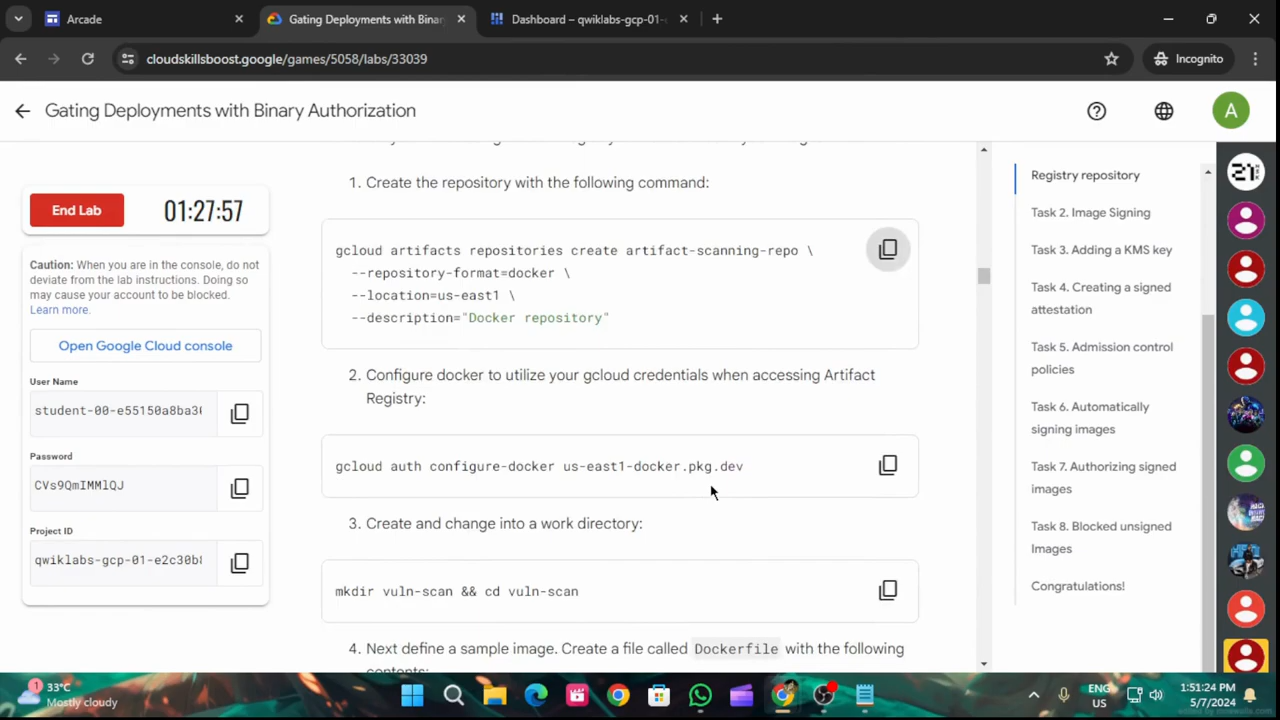 Arcade
Gating Deployments with Binar
Dashboard – qwiklabs-gcp-01-
cloudskillsboost.google/games/5058/labs/33039
Incognito
Gating Deployments with Binary Authorization
A
End Lab
01:27:57
Caution: When you are in the console, do not
deviate from the lab instructions. Doing so
may cause your account to be blocked.
Learn more.
Open Google Cloud console
User Name
student-00-e55150a8ba3
Password
CVs9QmIMMlQJ
Project ID
qwiklabs-gcp-01-e2c30b
1. Create the repository with the following command:
gcloud artifacts repositories create artifact-scanning-repo \
--repository-format=docker \
--location=us-east1 \
--description="Docker repository"
2. Configure docker to utilize your gcloud credentials when accessing Artifact
Registry:
gcloud auth configure-docker us-east1-docker.pkg.dev
3. Create and change into a work directory:
mkdir vuln-scan && cd vuln-scan
4. Next define a sample image. Create a file called Dockerfile with the following
contents:
Registry repository
Task 2. Image Signing
Task 3. Adding a KMS key
Task 4. Creating a signed
attestation
Task 5. Admission control
policies
Task 6. Automatically
signing images
Task 7. Authorizing signed
images
Task 8. Blocked unsigned
Images
Congratulations!
1
33°C
Mostly cloudy
ENG
US
1:51:24 PM
5/7/2024